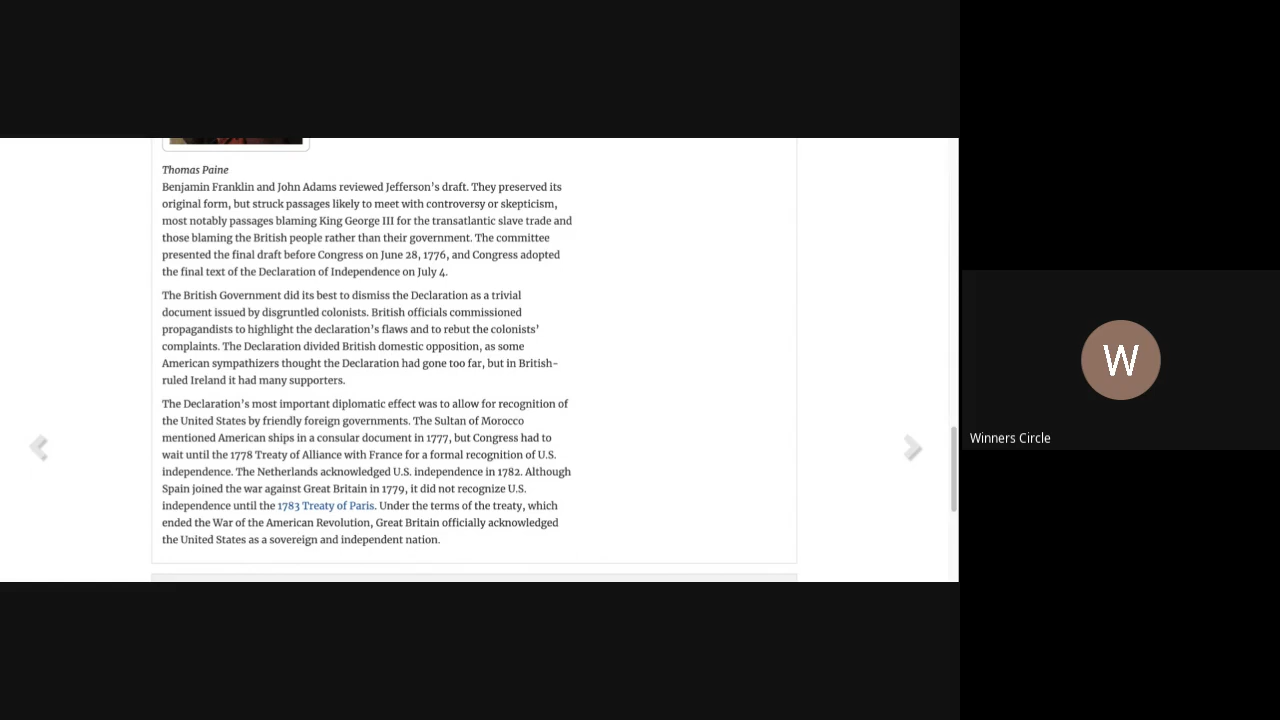 Thomas Paine
Benjamin Franklin and John Adams reviewed Jefferson's draft. They preserved its
original form, but struck passages likely to meet with controversy or skepticism,
most notably passages blaming King George III for the transatlantic slave trade and
those blaming the British people rather than their government. The committee
presented the final draft before Congress on June 28, 1776, and Congress adopted
the final text of the Declaration of Independence on July 4.
The British Government did its best to dismiss the Declaration as a trivial
document issued by disgruntled colonists. British officials commissioned
propagandists to highlight the declaration's flaws and to rebut the colonists'
complaints. The Declaration divided British domestic opposition, as some
American sympathizers thought the Declaration had gone too far, but in British-
ruled Ireland it had many supporters.
The Declaration's most important diplomatic effect was to allow for recognition of
the United States by friendly foreign governments. The Sultan of Morocco
mentioned American ships in a consular document in 1777, but Congress had to
wait until the 1778 Treaty of Alliance with France for a formal recognition of U.S.
independence. The Netherlands acknowledged U.S. independence in 1782. Although
Spain joined the war against Great Britain in 1779, it did not recognize U.S.
independence until the 1783 Treaty of Paris. Under the terms of the treaty, which
ended the War of the American Revolution, Great Britain officially acknowledged
the United States as a sovereign and independent nation.
W
Winners Circle